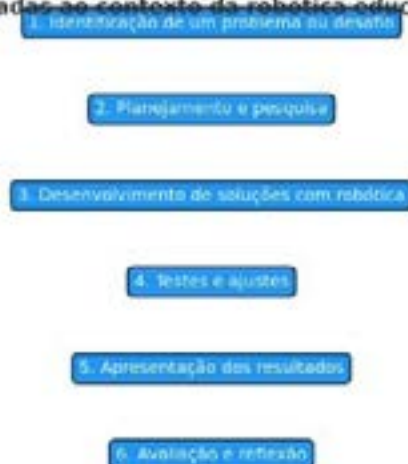 adas ao contexto da robótica educ
1. Identificação de um problema ou desafio
2. Planejamento e pesquisa
3. Desenvolvimento de soluções com robótica
4. Testes e ajustes
5. Apresentação dos resultados
6. Avaliação e reflexão